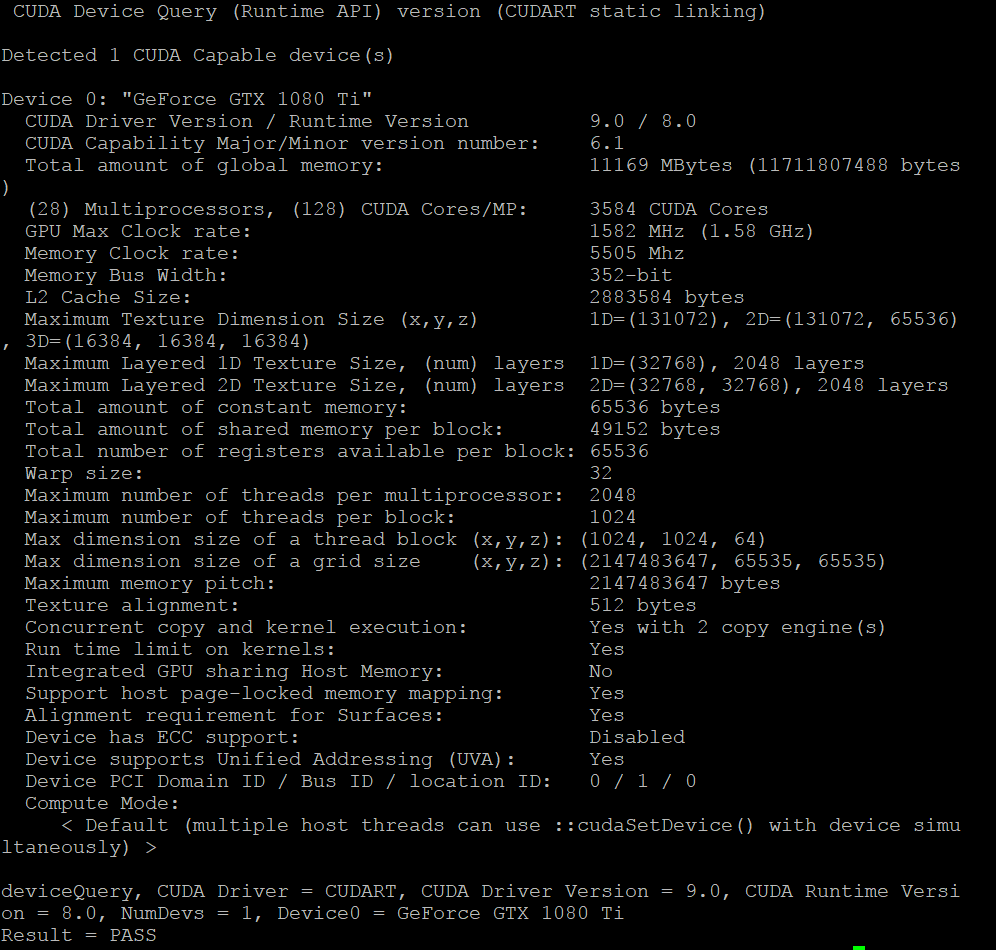 CUDA Device Query (Runtime API) version (CUDART static linking)
Detected 1 CUDA Capable device(s)
Device 0: "GeForce GTX 1080 Ti"
CUDA Driver Version / Runtime Version 9.0 / 8.0
CUDA Capability Major/Minor version number: 6.1
Total amount of global memory: 11169 MBytes (11711807488 bytes
)
(28) Multiprocessors, (128) CUDA Cores/MP: 3584 CUDA Cores
GPU Max Clock rate: 1582 MHz (1.58 GHz)
Memory Clock rate: 5505 Mhz
Memory Bus Width: 352-bit
L2 Cache Size: 2883584 bytes
Maximum Texture Dimension Size (x,y,z) 1D=(131072), 2D=(131072, 65536)
, 3D=(16384, 16384, 16384)
Maximum Layered 1D Texture Size, (num) layers 1D=(32768), 2048 layers
Maximum Layered 2D Texture Size, (num) layers 2D=(32768, 32768), 2048 layers
Total amount of constant memory: 65536 bytes
Total amount of shared memory per block: 49152 bytes
Total number of registers available per block: 65536
Warp size: 32
Maximum number of threads per multiprocessor: 2048
Maximum number of threads per block: 1024
Max dimension size of a thread block (x,y,z): (1024, 1024, 64)
Max dimension size of a grid size (x,y,z): (2147483647, 65535, 65535)
Maximum memory pitch: 2147483647 bytes
Texture alignment: 512 bytes
Concurrent copy and kernel execution: Yes with 2 copy engine(s)
Run time limit on kernels: Yes
Integrated GPU sharing Host Memory: No
Support host page-locked memory mapping: Yes
Alignment requirement for Surfaces: Yes
Device has ECC support: Disabled
Device supports Unified Addressing (UVA): Yes
Device PCI Domain ID / Bus ID / location ID: 0 / 1 / 0
Compute Mode:
< Default (multiple host threads can use ::cudaSetDevice() with device simu
ltaneously) >
deviceQuery, CUDA Driver = CUDART, CUDA Driver Version = 9.0, CUDA Runtime Versi
on = 8.0, NumDevs = 1, Device0 = GeForce GTX 1080 Ti
Result = PASS